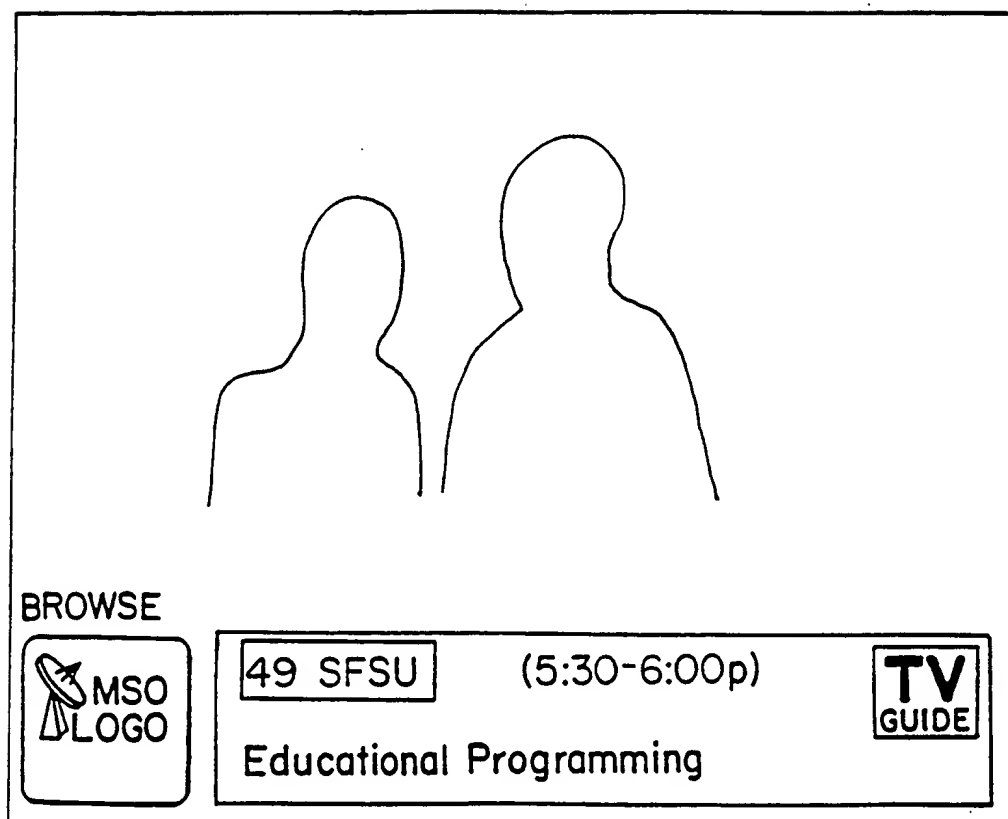 BROWSE
MSO
LOGO
49 SFSU (5:30-6:00p)
Educational Programming
TV
GUIDE